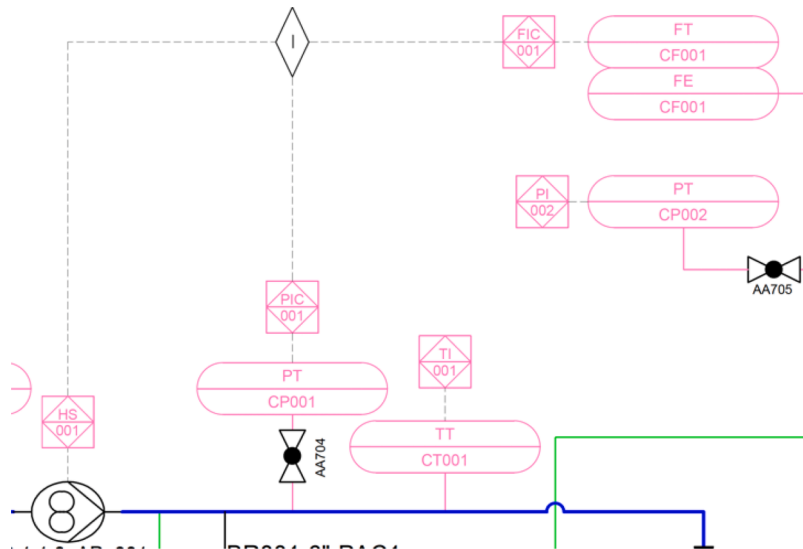 I
FIC
001
FT
CF001
FE
CF001
PI
002
PT
CP002
AA705
PIC
001
TI
001
PT
CP001
HS
001
AA704
TT
CT001